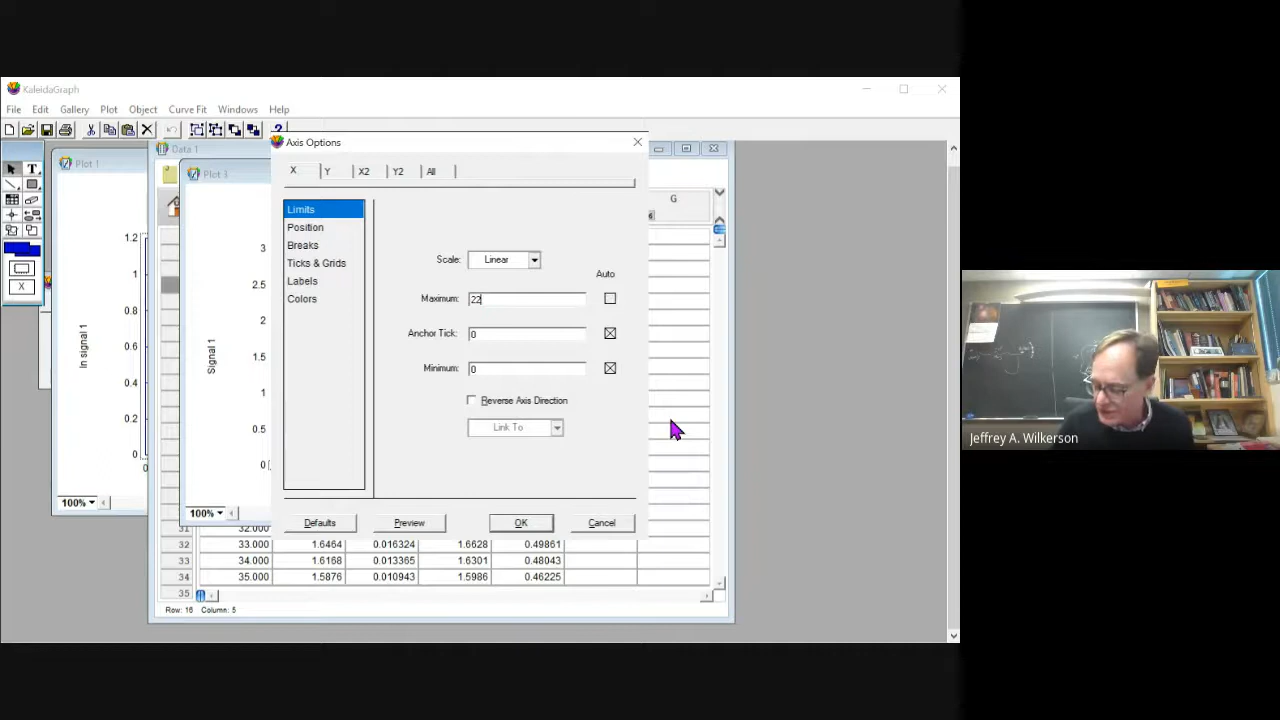 KaleidaGraph
File Edit Gallery Plot Object Curve Fit Windows Help
Axis Options
Data 1
Plot 1
Plot 3
X Y X2 Y2 All
G
Limits
Position
Breaks
Ticks & Grids
Labels
Colors
Scale: Linear
Auto
Maximum: 22
Anchor Tick: 0
Minimum: 0
Reverse Axis Direction
Link To
Defaults Preview OK Cancel
X
1.2
1
0.8
0.6
0.4
0.2
0
0
ln signal 1
3
2.5
2
1.5
1
0.5
0
Signal 1
100%
100%
31 32.000
32 33.000 1.6464 0.016324 1.6628 0.49861
33 34.000 1.6168 0.013365 1.6301 0.48043
34 35.000 1.5876 0.010943 1.5986 0.46225
35
Row: 16 Column: 5
Jeffrey A. Wilkerson